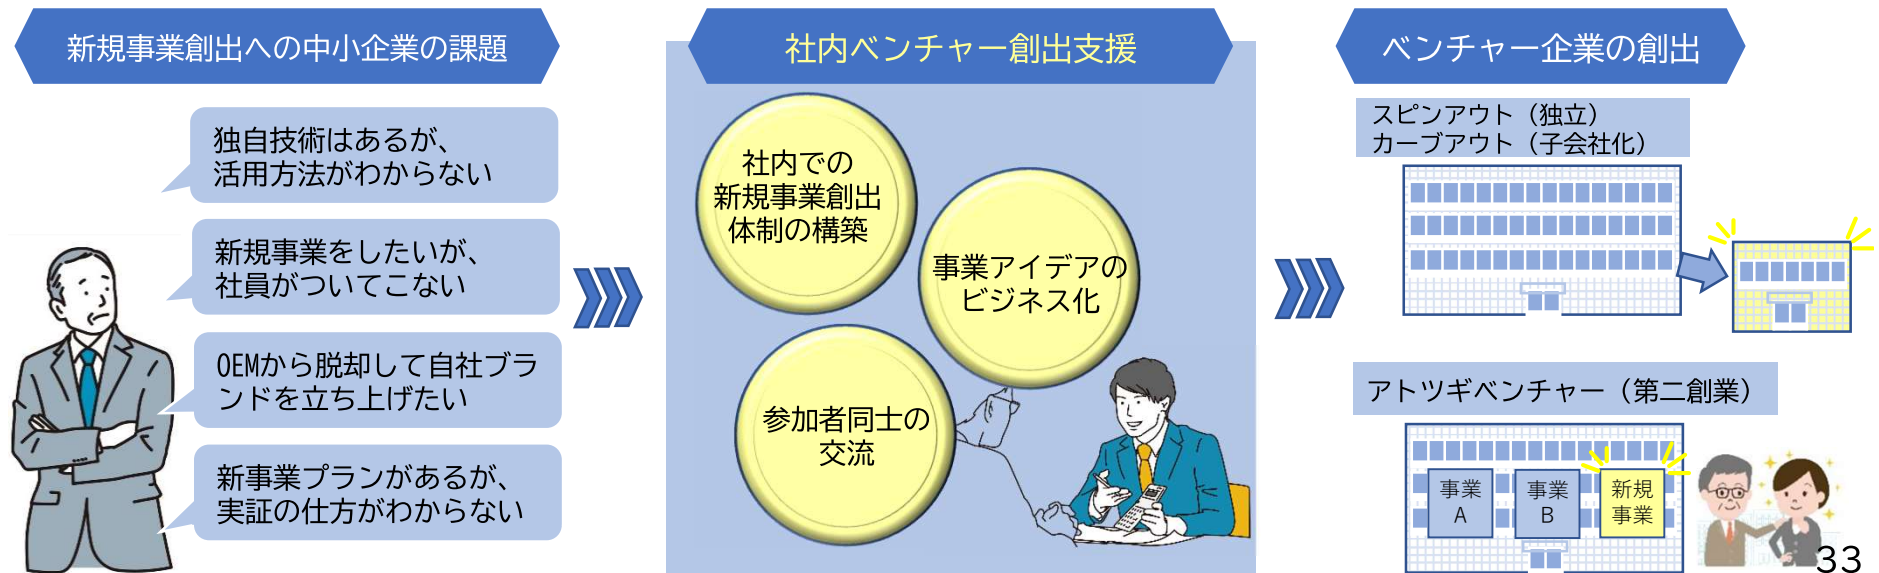 新規事業創出への中小企業の課題
独自技術はあるが、
活用方法がわからない
新規事業をしたいが、
社員がついてこない
OEMから脱却して自社ブラ
ンドを立ち上げたい
新事業プランがあるが、
実証の仕方がわからない
社内ベンチャー創出支援
社内での
新規事業創出
体制の構築
事業アイデアの
ビジネス化
参加者同士の
交流
ベンチャー企業の創出
スピンアウト（独立）
カーブアウト（子会社化）
アトツギベンチャー（第二創業）
事業
A
事業
B
新規
事業
33